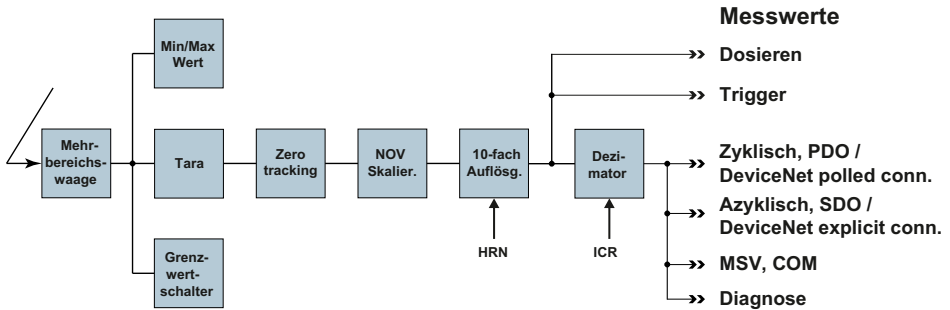 Messwerte
Min/Max
Wert
Dosieren
Trigger
Mehr-
bereichs-
waage
Tara
Zero
tracking
NOV
Skalier.
10-fach
Auflösg.
Dezi-
mator
Zyklisch, PDO /
DeviceNet polled conn.
Azyklisch, SDO /
DeviceNet explicit conn.
HRN
ICR
Grenz-
wert-
schalter
MSV, COM
Diagnose